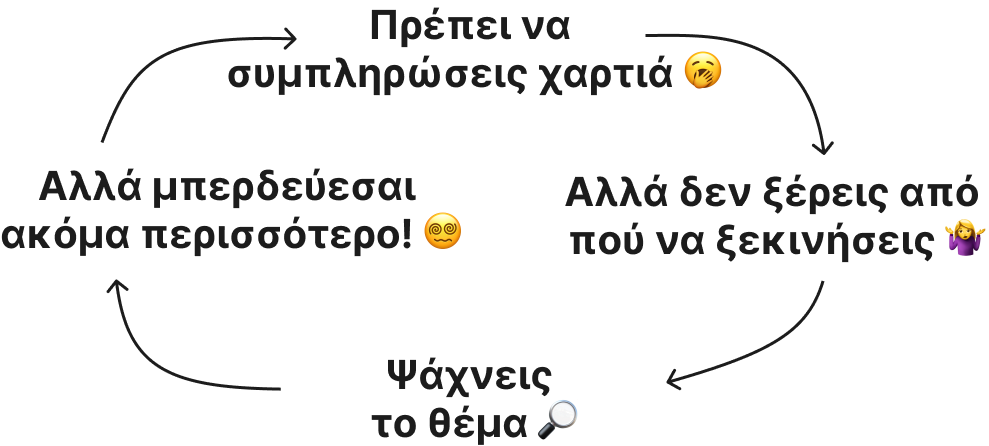 Πρέπει να
συμπληρώσεις χαρτιά 🥱
Αλλά δεν ξέρεις από
πού να ξεκινήσεις 🤷‍♀️
Ψάχνεις
το θέμα 🔎
Αλλά μπερδεύεσαι
ακόμα περισσότερο! 😵‍💫